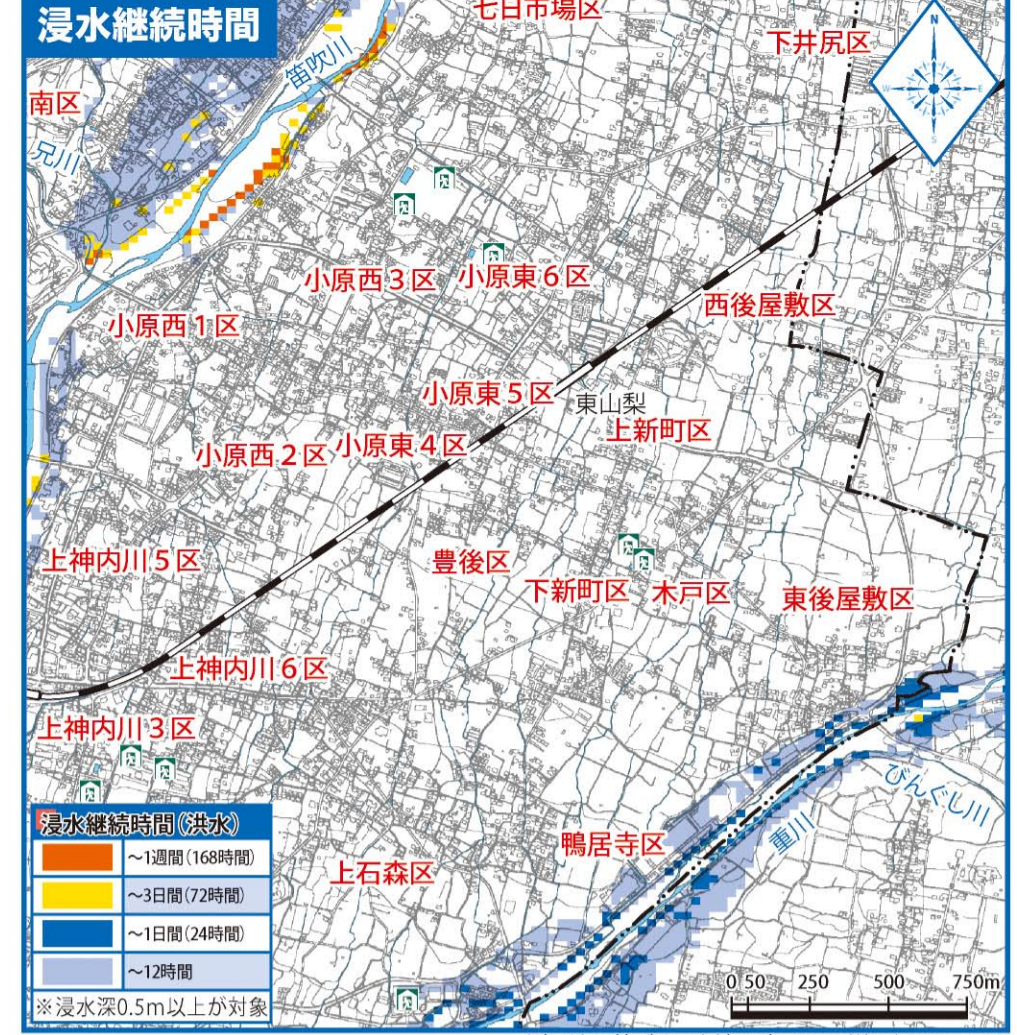 浸水継続時間
七日市場区
下井尻区
笛吹川
N
W
E
S
南区
兄川
小原西3区
小原東6区
西後屋敷区
小原西1区
小原東5区
東山梨
上新町区
小原西2区
小原東4区
上神内川5区
豊後区
下新町区
木戸区
東後屋敷区
上神内川6区
上神内川3区
びんぐし川
重川
鴨居寺区
上石森区
浸水継続時間(洪水)
～1週間(168時間)
～3日間(72時間)
～1日間(24時間)
～12時間
※浸水深0.5m以上が対象
0 50 250 500 750m